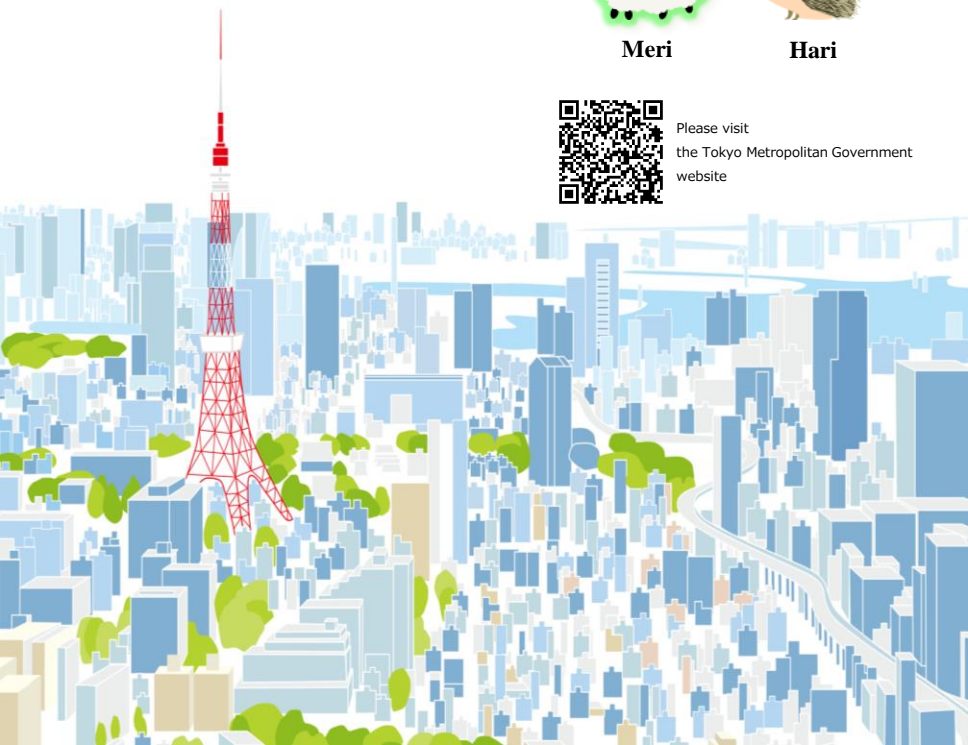 Meri
Hari
Please visit
the Tokyo Metropolitan Government
website